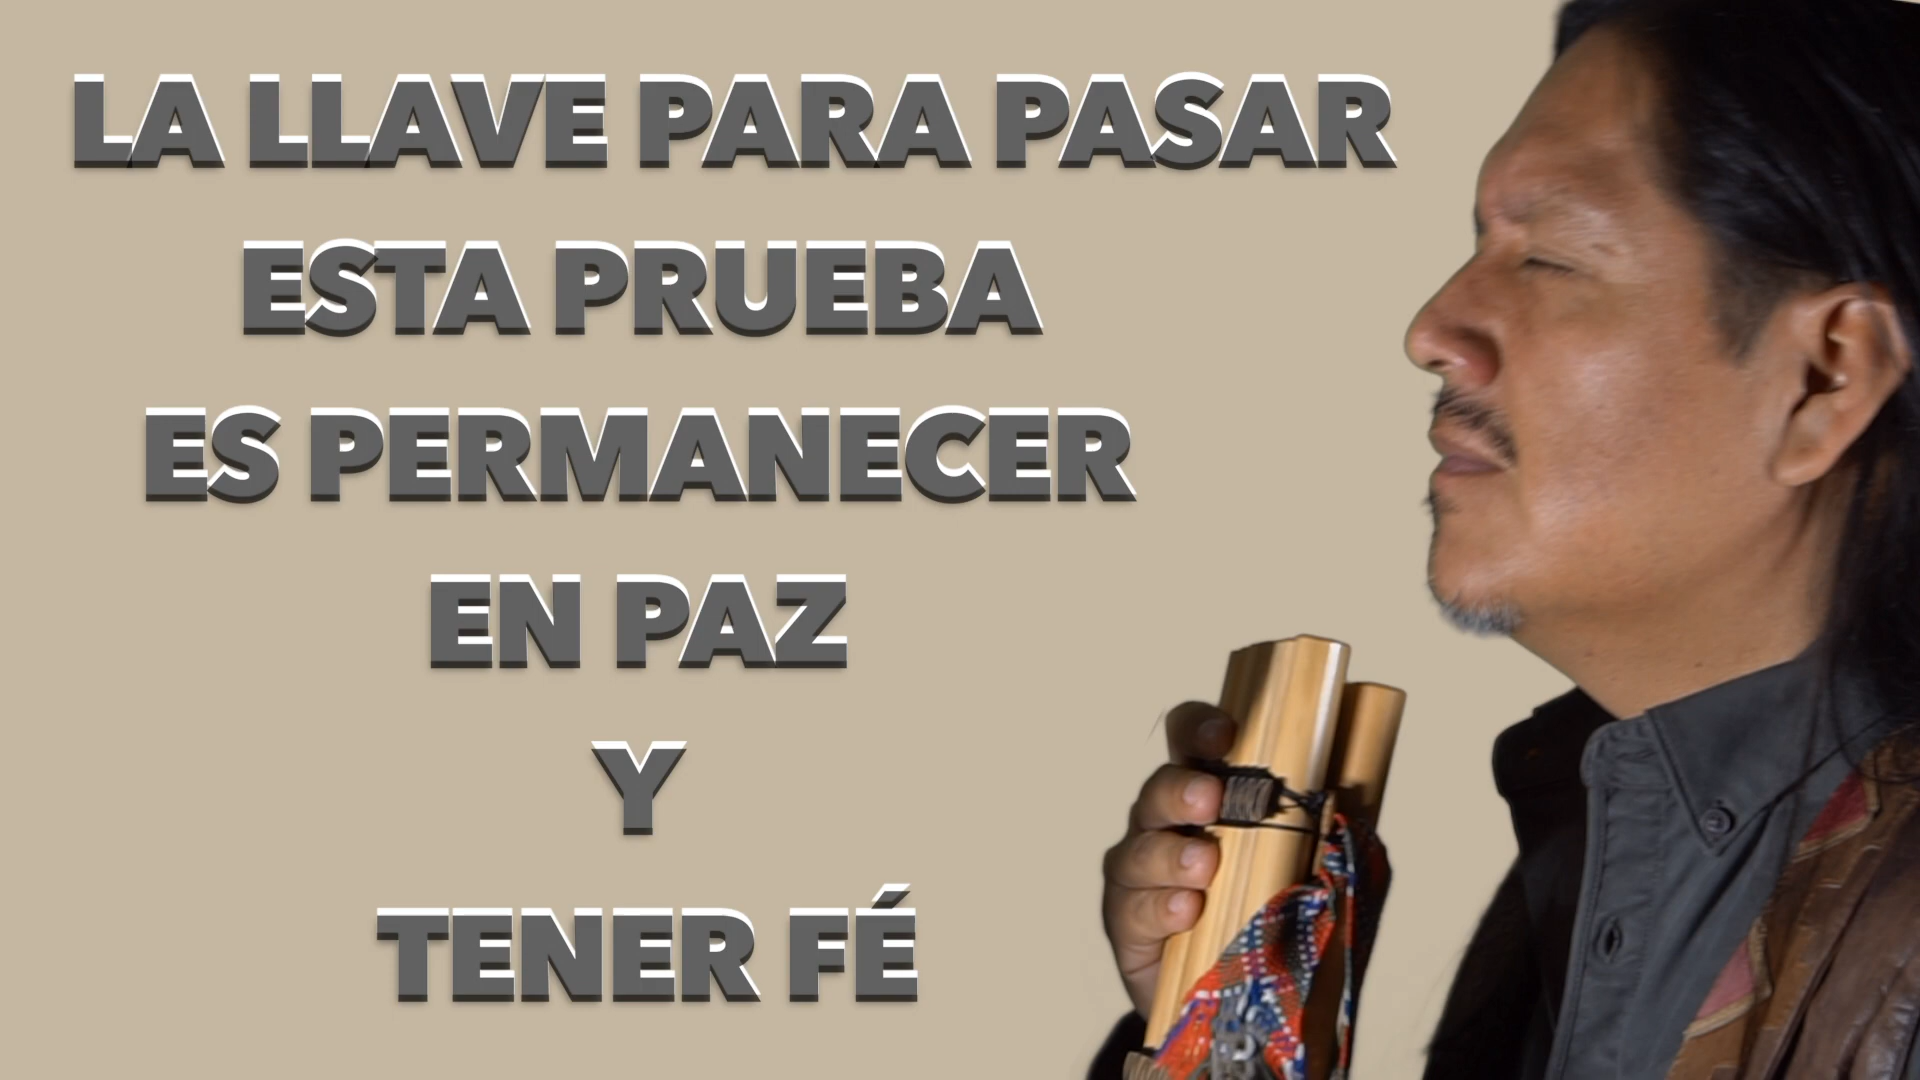 LA LLAVE PARA PASAR
ESTA PRUEBA
ES PERMANECER
EN PAZ
Y
TENER FÉ